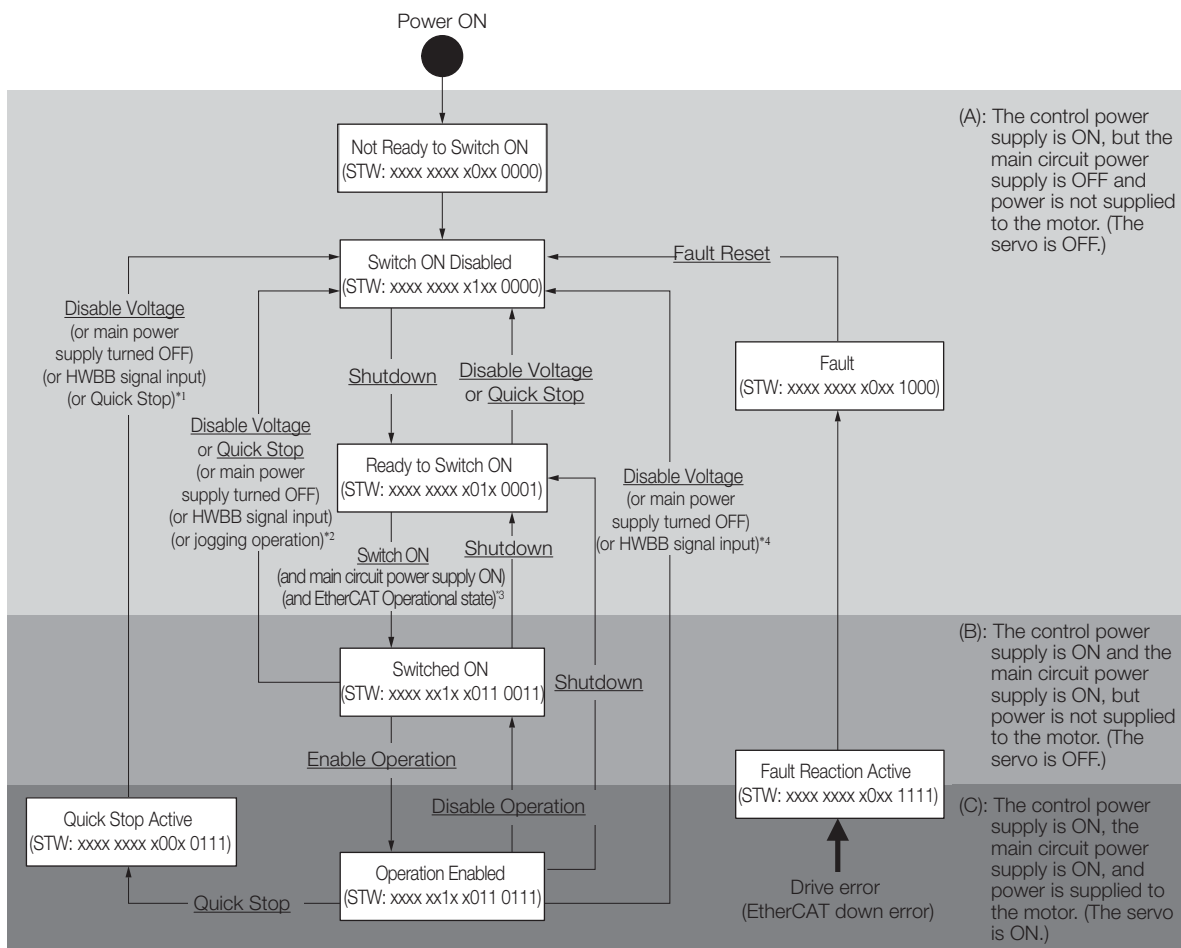 Power ON
Not Ready to Switch ON
(STW: xxxx xxxx x0xx 0000)
(A): The control power
supply is ON, but the
main circuit power
supply is OFF and
power is not supplied
to the motor. (The
servo is OFF.)
Switch ON Disabled
(STW: xxxx xxxx x1xx 0000)
Fault Reset
Disable Voltage
(or main power
supply turned OFF)
(or HWBB signal input)
(or Quick Stop)*1
Shutdown
Disable Voltage
or Quick Stop
Fault
(STW: xxxx xxxx x0xx 1000)
Disable Voltage
or Quick Stop
(or main power
supply turned OFF)
(or HWBB signal input)
(or jogging operation)*2
Ready to Switch ON
(STW: xxxx xxxx x01x 0001)
Disable Voltage
(or main power
supply turned OFF)
(or HWBB signal input)*4
Switch ON
(and main circuit power supply ON)
(and EtherCAT Operational state)*3
Shutdown
Switched ON
(STW: xxxx xx1x x011 0011)
Shutdown
(B): The control power
supply is ON and the
main circuit power
supply is ON, but
power is not supplied
to the motor. (The
servo is OFF.)
Enable Operation
Disable Operation
Fault Reaction Active
(STW: xxxx xxxx x0xx 1111)
Quick Stop Active
(STW: xxxx xxxx x00x 0111)
(C): The control power
supply is ON, the
main circuit power
supply is ON, and
power is supplied to
the motor. (The servo
is ON.)
Operation Enabled
(STW: xxxx xx1x x011 0111)
Quick Stop
Drive error
(EtherCAT down error)